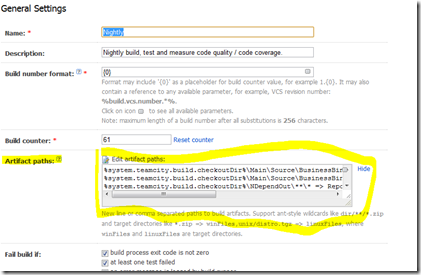 General Settings
Name: *
Nightly
Description:
Nightly build, test and measure code quality / code coverage.
Build number format: [?] *
{0}
Format may include '{0}' as a placeholder for build counter value, for example 1.{0}. It may also
contain a reference to any available parameter, for example, VCS revision number:
%build.vcs.number.*%.
Click on icon to see all available parameters.
Note: maximum length of a build number after all substitutions is 256 characters.
Build counter: *
61
Reset counter
Artifact paths: [?]
Edit artifact paths:
Hide
%system.teamcity.build.checkoutDir%\Main\Source\BusinessBin
%system.teamcity.build.checkoutDir%\Main\Source\BusinessBin
%system.teamcity.build.checkoutDir%\NDependOut\**\* => Repo
New line or comma separated paths to build artifacts. Support ant-style wildcards like dir/**/*.zip
and target directories like *.zip => winFiles,unix/distro.tgz => linuxFiles, where
winFiles and linuxFiles are target directories.
Fail build if:
build process exit code is not zero
at least one test failed